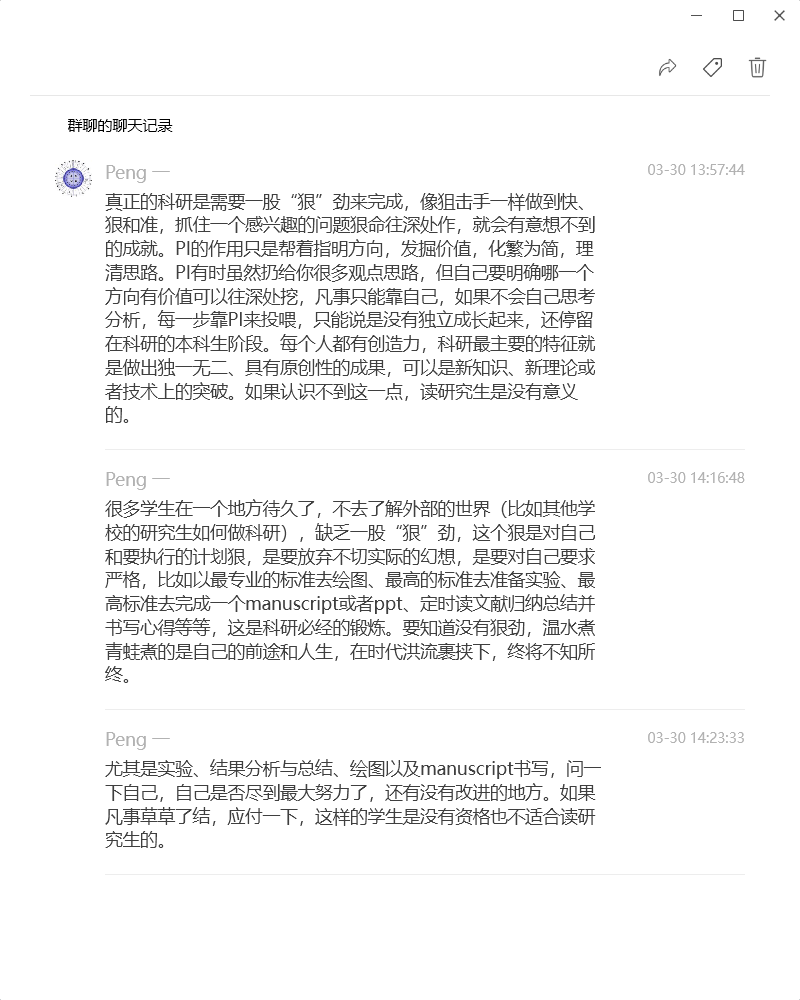 群聊的聊天记录
Peng —
03-30 13:57:44
真正的科研是需要一股“狠”劲来完成，像狙击手一样做到快、
狠和准，抓住一个感兴趣的问题狠命往深处作，就会有意想不到
的成就。PI的作用只是帮着指明方向，发掘价值，化繁为简，理
清思路。PI有时虽然扔给你很多观点思路，但自己要明确哪一个
方向有价值可以往深处挖，凡事只能靠自己，如果不会自己思考
分析，每一步靠PI来投喂，只能说是没有独立成长起来，还停留
在科研的本科生阶段。每个人都有创造力，科研最主要的特征就
是做出独一无二、具有原创性的成果，可以是新知识、新理论或
者技术上的突破。如果认识不到这一点，读研究生是没有意义
的。
Peng —
03-30 14:16:48
很多学生在一个地方待久了，不去了解外部的世界（比如其他学
校的研究生如何做科研），缺乏一股“狠”劲，这个狠是对自己
和要执行的计划狠，是要放弃不切实际的幻想，是要对自己要求
严格，比如以最专业的标准去绘图、最高的标准去准备实验、最
高标准去完成一个manuscript或者ppt、定时读文献归纳总结并
书写心得等等，这是科研必经的锻炼。要知道没有狠劲，温水煮
青蛙煮的是自己的前途和人生，在时代洪流裹挟下，终将不知所
终。
Peng —
03-30 14:23:33
尤其是实验、结果分析与总结、绘图以及manuscript书写，问一
下自己，自己是否尽到最大努力了，还有没有改进的地方。如果
凡事草草了结，应付一下，这样的学生是没有资格也不适合读研
究生的。